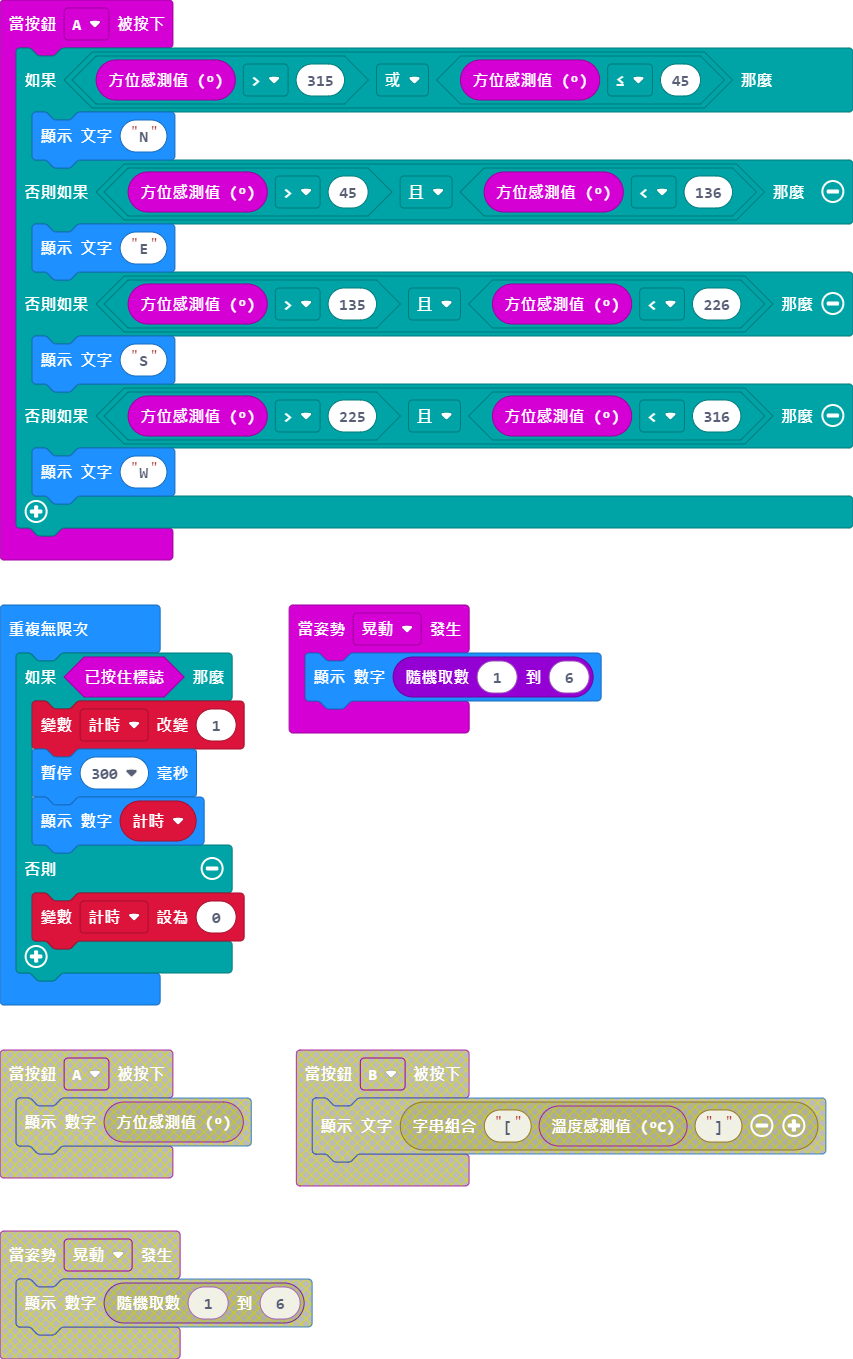 當按鈕 A 被按下
如果 方位感測值 (°) > 315 或 方位感測值 (°) ≤ 45 那麼
顯示 文字 "N"
否則如果 方位感測值 (°) > 45 且 方位感測值 (°) < 136 那麼
顯示 文字 "E"
否則如果 方位感測值 (°) > 135 且 方位感測值 (°) < 226 那麼
顯示 文字 "S"
否則如果 方位感測值 (°) > 225 且 方位感測值 (°) < 316 那麼
顯示 文字 "W"
重複無限次
如果 已按住標誌 那麼
變數 計時 改變 1
暫停 300 毫秒
顯示 數字 計時
否則
變數 計時 設為 0
當姿勢 晃動 發生
顯示 數字 隨機取數 1 到 6
當按鈕 A 被按下
顯示 數字 方位感測值 (°)
當按鈕 B 被按下
顯示 文字 字串組合 "[" 溫度感測值 (°C) "]"
當姿勢 晃動 發生
顯示 數字 隨機取數 1 到 6